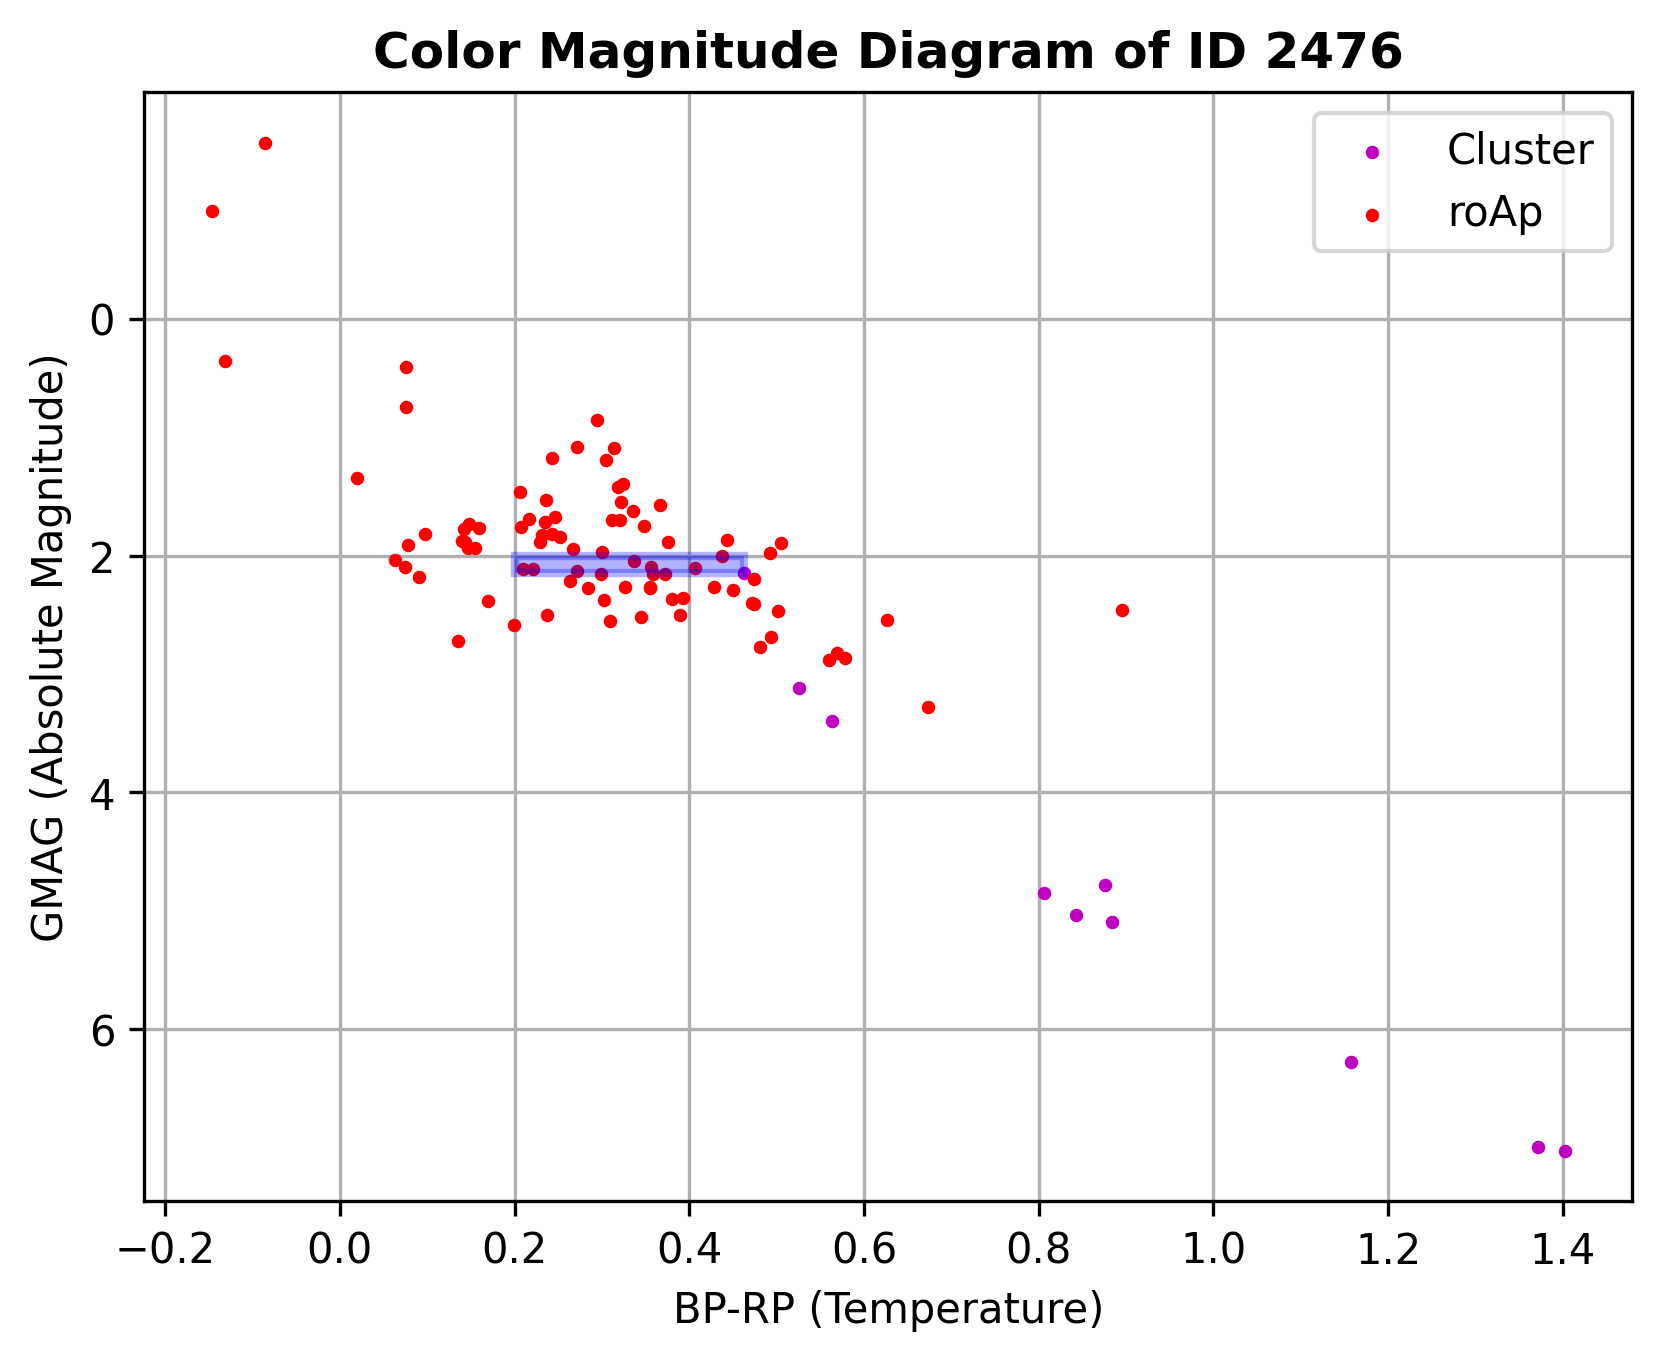 Color Magnitude Diagram of ID 2476
Cluster
roAp
GMAG (Absolute Magnitude)
0
2
4
6
−0.2
0.0
0.2
0.4
0.6
0.8
1.0
1.2
1.4
BP-RP (Temperature)